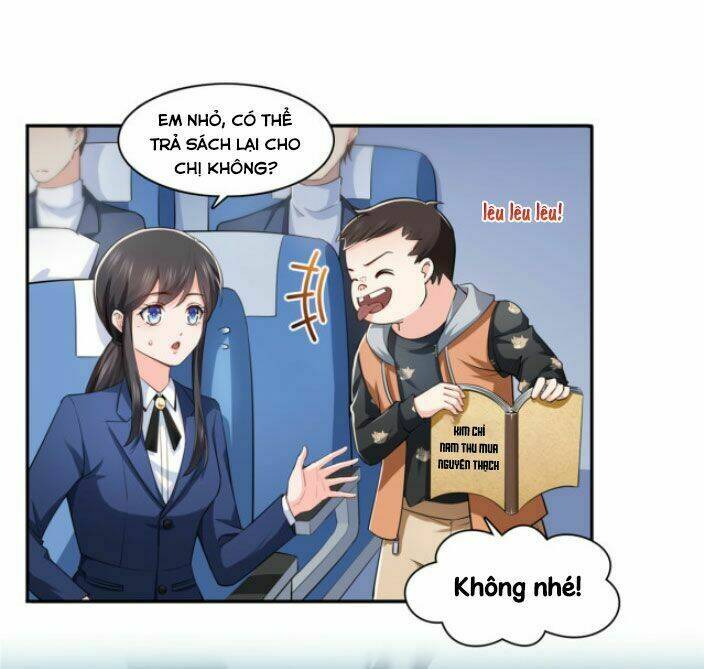 EM NHỎ, CÓ THỂ
TRẢ SÁCH LẠI CHO
CHỊ KHÔNG?
lêu lêu lêu!
KIM CHỈ
NAM THU MUA
NGUYÊN THẠCH
Không nhé!